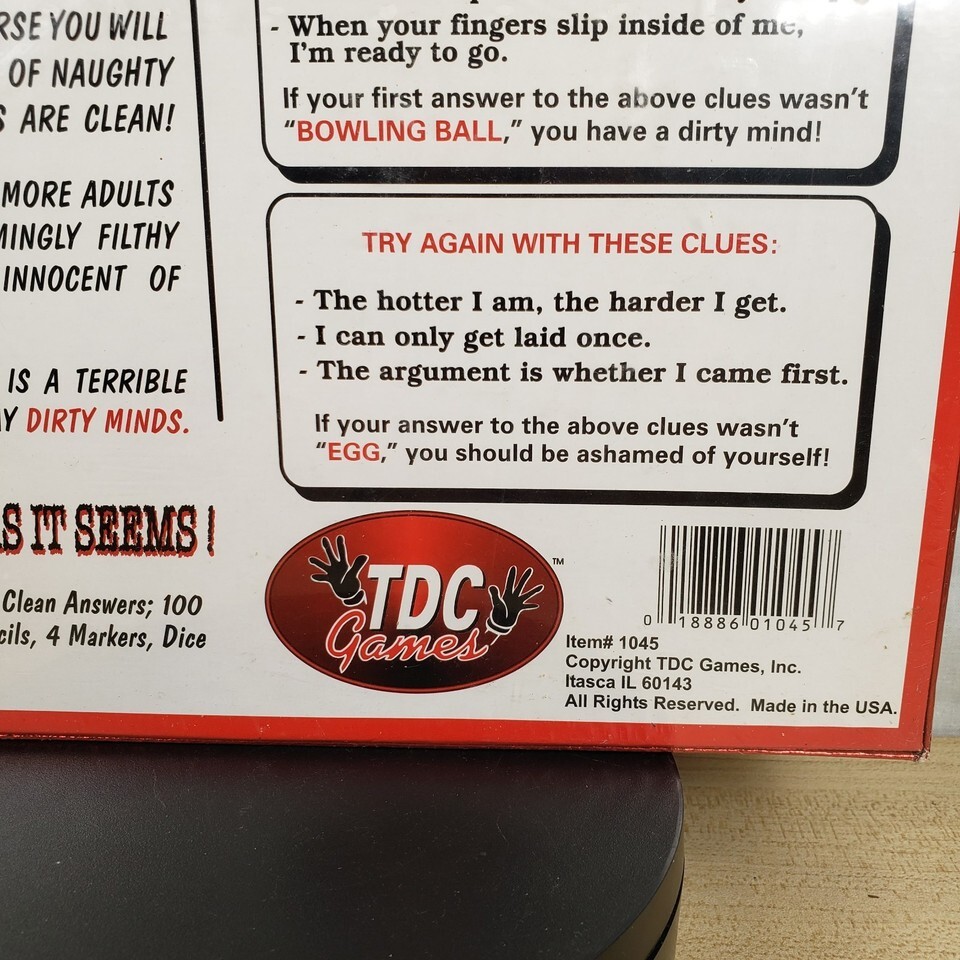 RSE YOU WILL
OF NAUGHTY
S ARE CLEAN!
MORE ADULTS
MINGLY FILTHY
INNOCENT OF
IS A TERRIBLE
AY DIRTY MINDS.
AS IT SEEMS!
Clean Answers; 100
cils, 4 Markers, Dice
- When your fingers slip inside of me,
I'm ready to go.
If your first answer to the above clues wasn't
"BOWLING BALL," you have a dirty mind!
TRY AGAIN WITH THESE CLUES:
- The hotter I am, the harder I get.
- I can only get laid once.
- The argument is whether I came first.
If your answer to the above clues wasn't
"EGG," you should be ashamed of yourself!
TDC
Games
TM
0 18886 01045 7
Item# 1045
Copyright TDC Games, Inc.
Itasca IL 60143
All Rights Reserved. Made in the USA.